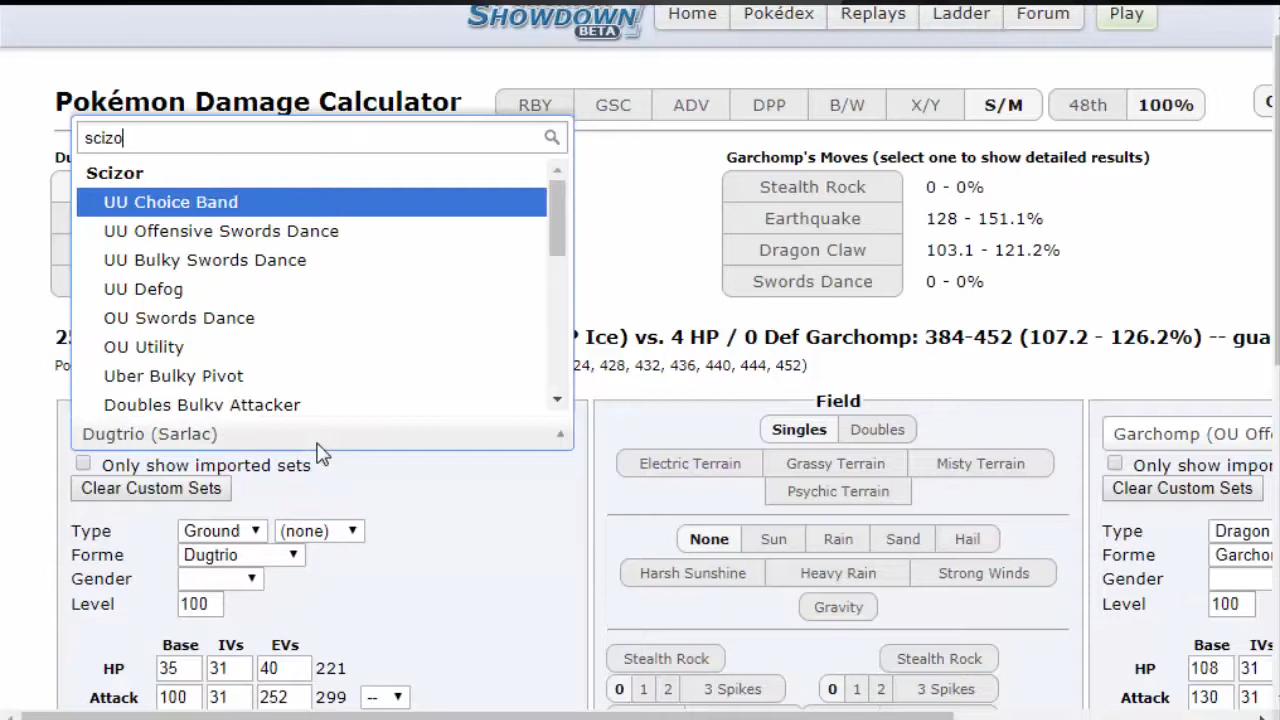 SHOWDOWN
BETA
Home
Pokédex
Replays
Ladder
Forum
Play
Pokémon Damage Calculator
RBY
GSC
ADV
DPP
B/W
X/Y
S/M
48th
100%
scizo
Scizor
UU Choice Band
UU Offensive Swords Dance
UU Bulky Swords Dance
UU Defog
OU Swords Dance
OU Utility
Uber Bulky Pivot
Doubles Bulky Attacker
Dugtrio (Sarlac)
Garchomp's Moves (select one to show detailed results)
Stealth Rock 0 - 0%
Earthquake 128 - 151.1%
Dragon Claw 103.1 - 121.2%
Swords Dance 0 - 0%
Ice) vs. 4 HP / 0 Def Garchomp: 384-452 (107.2 - 126.2%) --
24, 428, 432, 436, 440, 444, 452)
Only show imported sets
Clear Custom Sets
Type Ground (none)
Forme Dugtrio
Gender
Level 100
Base IVs EVs
HP 35 31 40 221
Attack 100 31 252 299 --
Field
Singles Doubles
Electric Terrain Grassy Terrain Misty Terrain
Psychic Terrain
None Sun Rain Sand Hail
Harsh Sunshine Heavy Rain Strong Winds
Gravity
Stealth Rock Stealth Rock
0 1 2 3 Spikes 0 1 2 3 Spikes
Garchomp (OU Off
Only show impor
Clear Custom Sets
Type Dragon
Forme Garcho
Gender
Level 100
Base IVs
HP 108 31
Attack 130 31